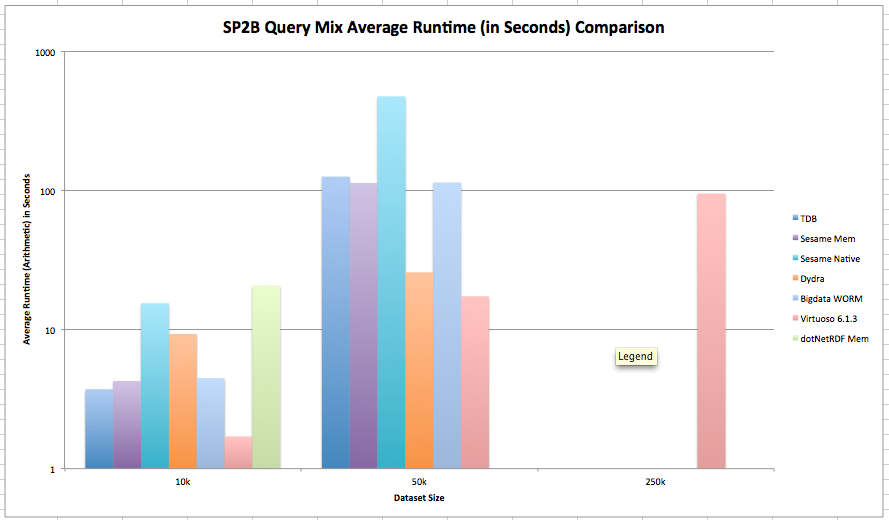 SP2B Query Mix Average Runtime (in Seconds) Comparison
Average Runtime (Arithmetic) in Seconds
1000
100
10
1
10k
50k
250k
Dataset Size
TDB
Sesame Mem
Sesame Native
Dydra
Bigdata WORM
Virtuoso 6.1.3
dotNetRDF Mem
Legend